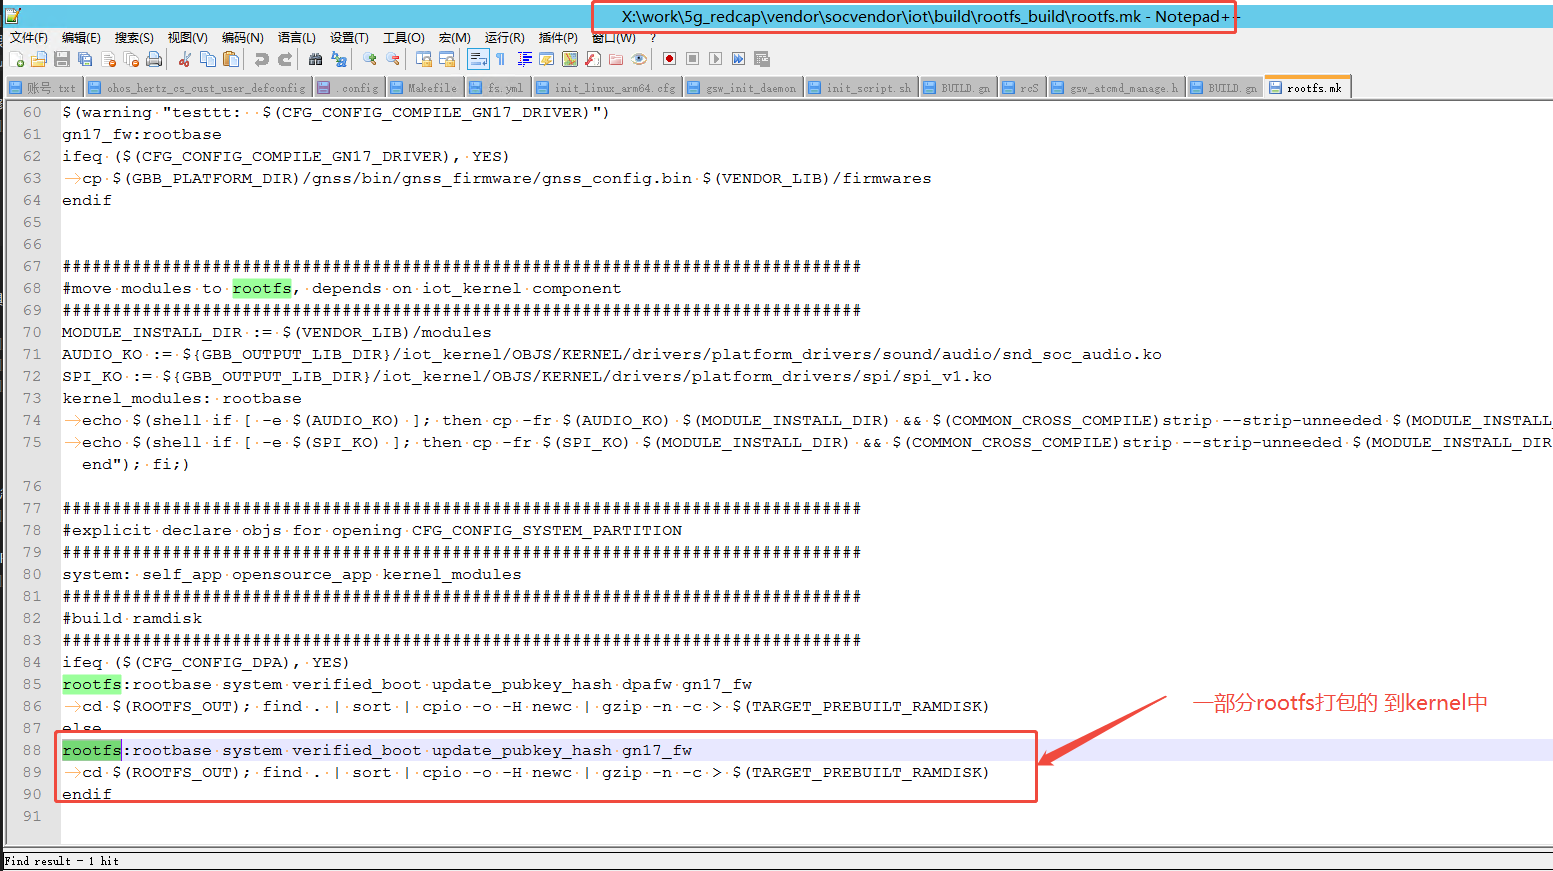 X:\work\5g_redcap\vendor\socvendor\iot\build\rootfs_build\rootfs.mk - Notepad++
文件(F) 编辑(E) 搜索(S) 视图(V) 编码(N) 语言(L) 设置(T) 工具(O) 宏(M) 运行(R) 插件(P) 窗口(W) ?
账号.txt ohos_hertz_cs_cust_user_defconfig .config Makefile fs.yml init_linux_arm64.cfg gsw_init_daemon init_script.sh BUILD.gn rcS gsw_atcmd_manage.h BUILD.gn rootfs.mk
60 $(warning "testtt:  $(CFG_CONFIG_COMPILE_GN17_DRIVER)")
61 gn17_fw:rootbase
62 ifeq ($(CFG_CONFIG_COMPILE_GN17_DRIVER), YES)
63 cp $(GBB_PLATFORM_DIR)/gnss/bin/gnss_firmware/gnss_config.bin $(VENDOR_LIB)/firmwares
64 endif
65
66
67 ################################################################################
68 #move modules to rootfs, depends on iot_kernel component
69 ################################################################################
70 MODULE_INSTALL_DIR := $(VENDOR_LIB)/modules
71 AUDIO_KO := ${GBB_OUTPUT_LIB_DIR}/iot_kernel/OBJS/KERNEL/drivers/platform_drivers/sound/audio/snd_soc_audio.ko
72 SPI_KO := ${GBB_OUTPUT_LIB_DIR}/iot_kernel/OBJS/KERNEL/drivers/platform_drivers/spi/spi_v1.ko
73 kernel_modules: rootbase
74 echo $(shell if [ -e $(AUDIO_KO) ]; then cp -fr $(AUDIO_KO) $(MODULE_INSTALL_DIR) && $(COMMON_CROSS_COMPILE)strip --strip-unneeded $(MODULE_INSTALL_
75 echo $(shell if [ -e $(SPI_KO) ]; then cp -fr $(SPI_KO) $(MODULE_INSTALL_DIR) && $(COMMON_CROSS_COMPILE)strip --strip-unneeded $(MODULE_INSTALL_DIR
end"); fi;)
76
77 ################################################################################
78 #explicit declare objs for opening CFG_CONFIG_SYSTEM_PARTITION
79 ################################################################################
80 system: self_app opensource_app kernel_modules
81 ################################################################################
82 #build ramdisk
83 ################################################################################
84 ifeq ($(CFG_CONFIG_DPA), YES)
85 rootfs:rootbase system verified_boot update_pubkey_hash dpafw gn17_fw
86 cd $(ROOTFS_OUT); find . | sort | cpio -o -H newc | gzip -n -c > $(TARGET_PREBUILT_RAMDISK)
一部分rootfs打包的 到kernel中
87 else
88 rootfs:rootbase system verified_boot update_pubkey_hash gn17_fw
89 cd $(ROOTFS_OUT); find . | sort | cpio -o -H newc | gzip -n -c > $(TARGET_PREBUILT_RAMDISK)
90 endif
91
Find result - 1 hit